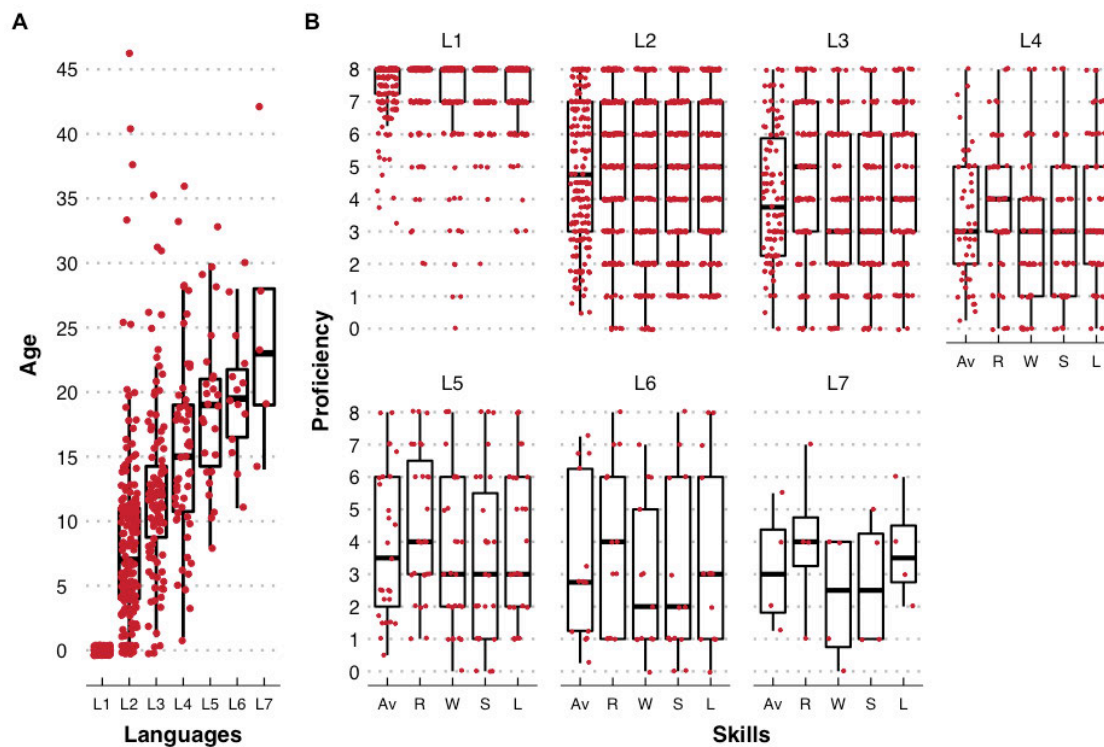 A
Age
45
40
35
30
25
20
15
10
5
0
L1 L2 L3 L4 L5 L6 L7
Languages
B
Proficiency
L1 L2 L3 L4
8
7
6
5
4
3
2
1
0
Av R W S L
L5 L6 L7
8
7
6
5
4
3
2
1
0
Av R W S L Av R W S L Av R W S L
Skills